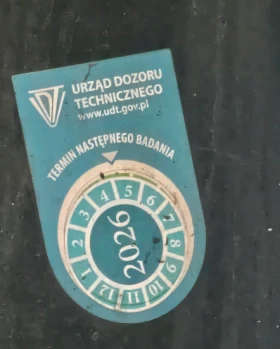 URZĄD DOZORU
TECHNICZNEGO
www.udt.gov.pl
TERMIN NASTĘPNEGO BADANIA
1 2 3 4 5 6 7 8 9 10 11 12
2026